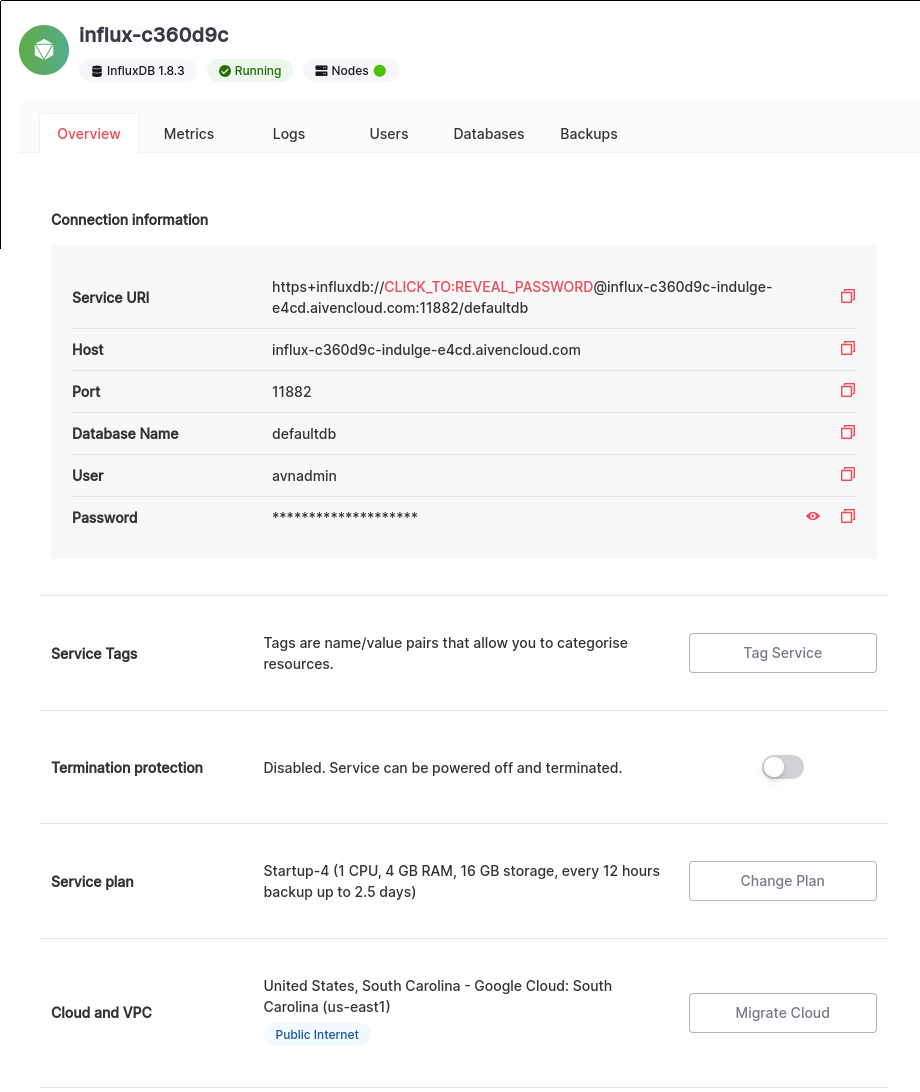 influx-c360d9c
InfluxDB 1.8.3 Running Nodes
Overview Metrics Logs Users Databases Backups
Connection information
Service URI https+influxdb://CLICK_TO:REVEAL_PASSWORD@influx-c360d9c-indulge-
e4cd.aivencloud.com:11882/defaultdb
Host influx-c360d9c-indulge-e4cd.aivencloud.com
Port 11882
Database Name defaultdb
User avnadmin
Password ********************
Service Tags Tags are name/value pairs that allow you to categorise
resources. Tag Service
Termination protection Disabled. Service can be powered off and terminated.
Service plan Startup-4 (1 CPU, 4 GB RAM, 16 GB storage, every 12 hours
backup up to 2.5 days) Change Plan
Cloud and VPC United States, South Carolina - Google Cloud: South
Carolina (us-east1) Migrate Cloud
Public Internet